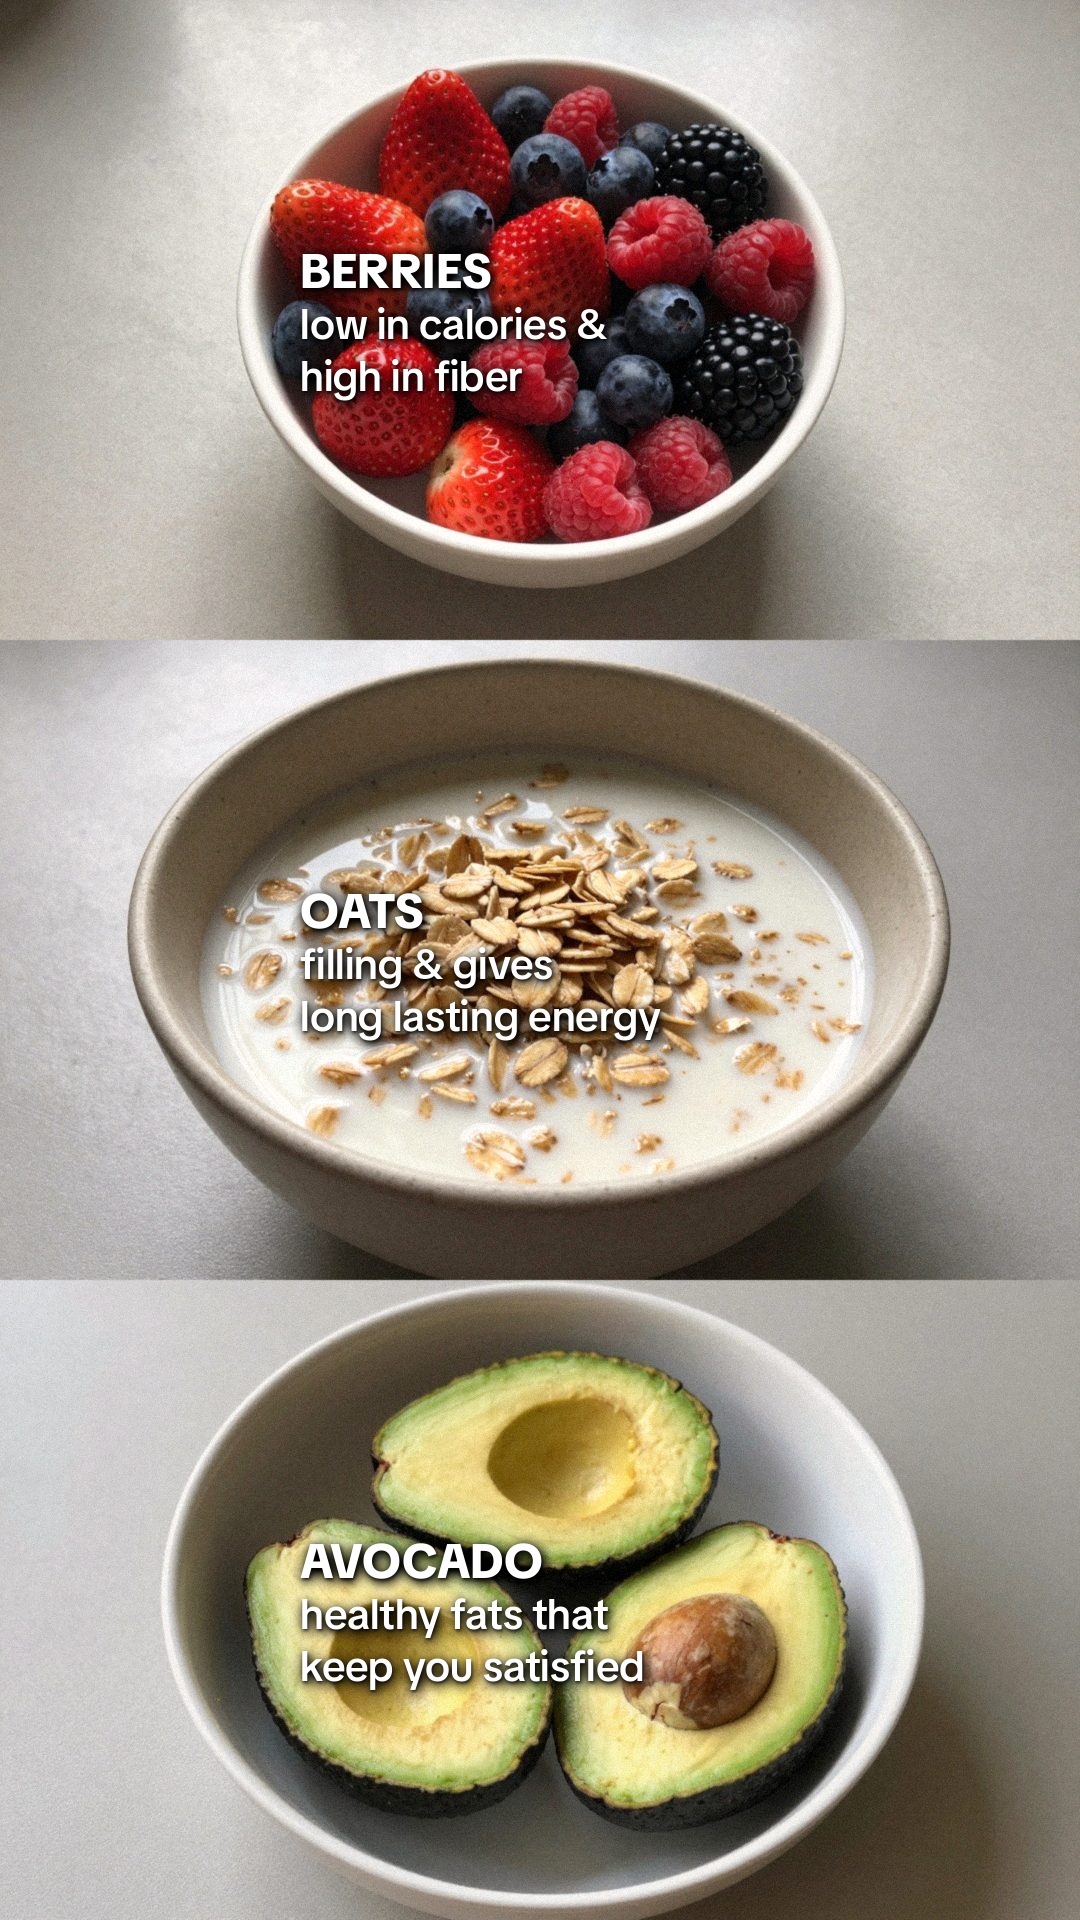 BERRIES
low in calories &
high in fiber
OATS
filling & gives
long lasting energy
AVOCADO
healthy fats that
keep you satisfied